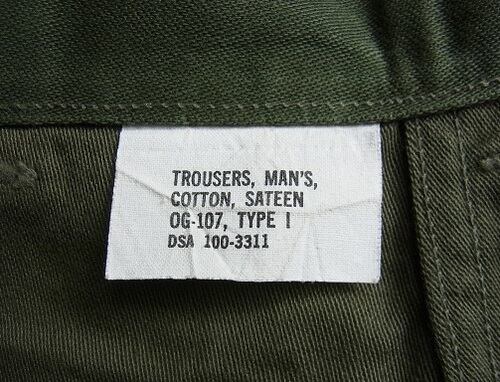 TROUSERS, MAN'S,
COTTON, SATEEN
OG-107, TYPE I
DSA 100-3311